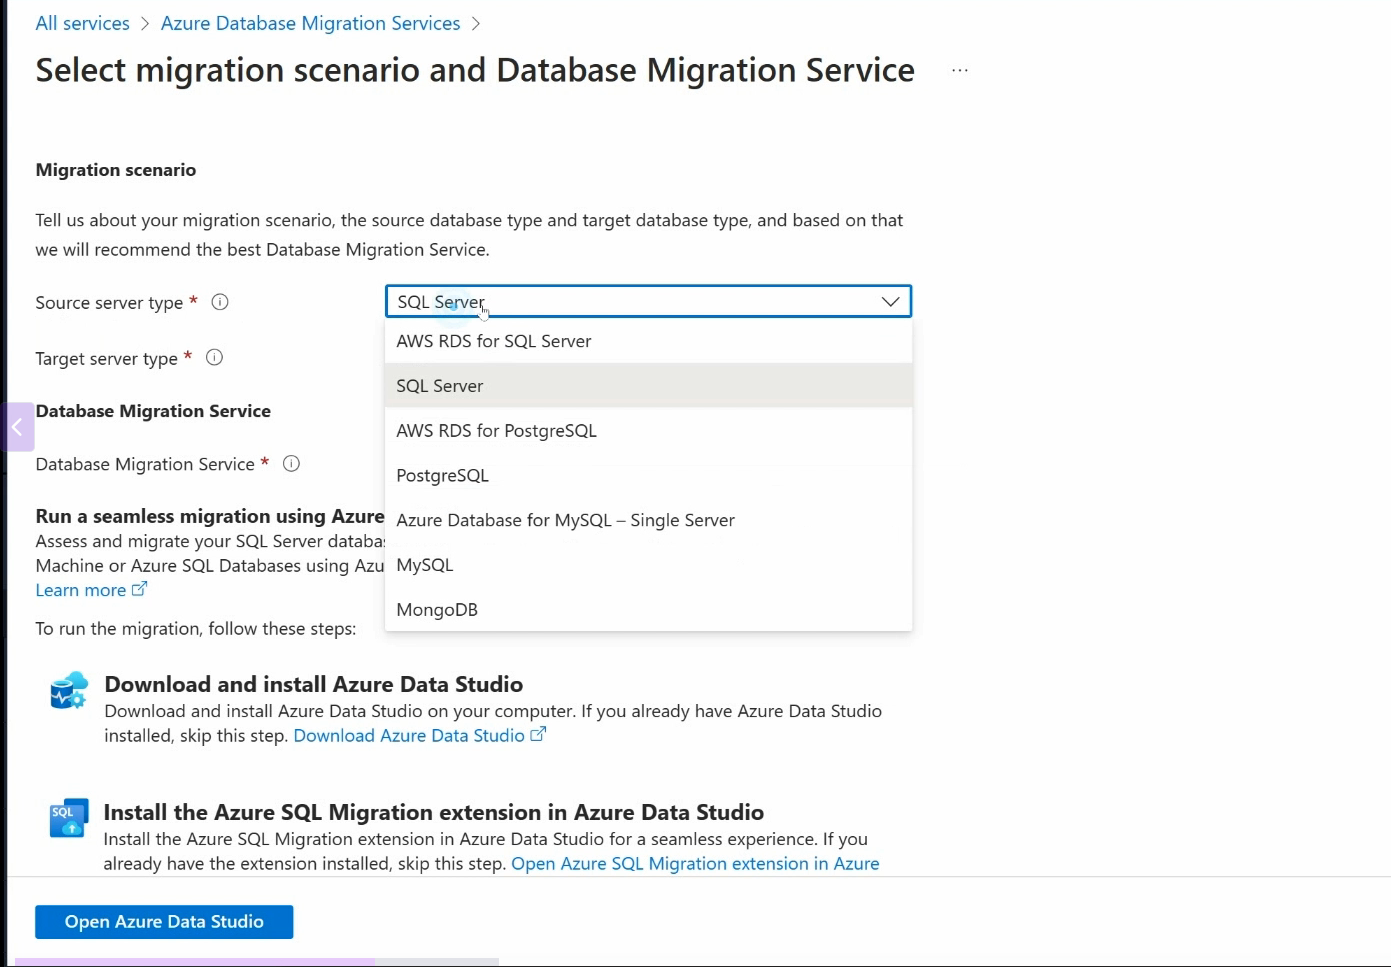 All services > Azure Database Migration Services >
Select migration scenario and Database Migration Service ...
Migration scenario
Tell us about your migration scenario, the source database type and target database type, and based on that
we will recommend the best Database Migration Service.
Source server type *
SQL Server
AWS RDS for SQL Server
SQL Server
AWS RDS for PostgreSQL
PostgreSQL
Azure Database for MySQL – Single Server
MySQL
MongoDB
Target server type *
Database Migration Service
Database Migration Service *
Run a seamless migration using Azure
Assess and migrate your SQL Server
Machine or Azure SQL Databases using
Learn more
To run the migration, follow these steps:
Download and install Azure Data Studio
Download and install Azure Data Studio on your computer. If you already have Azure Data Studio
installed, skip this step. Download Azure Data Studio
SQL
Install the Azure SQL Migration extension in Azure Data Studio
Install the Azure SQL Migration extension in Azure Data Studio for a seamless experience. If you
already have the extension installed, skip this step. Open Azure SQL Migration extension in Azure
Open Azure Data Studio